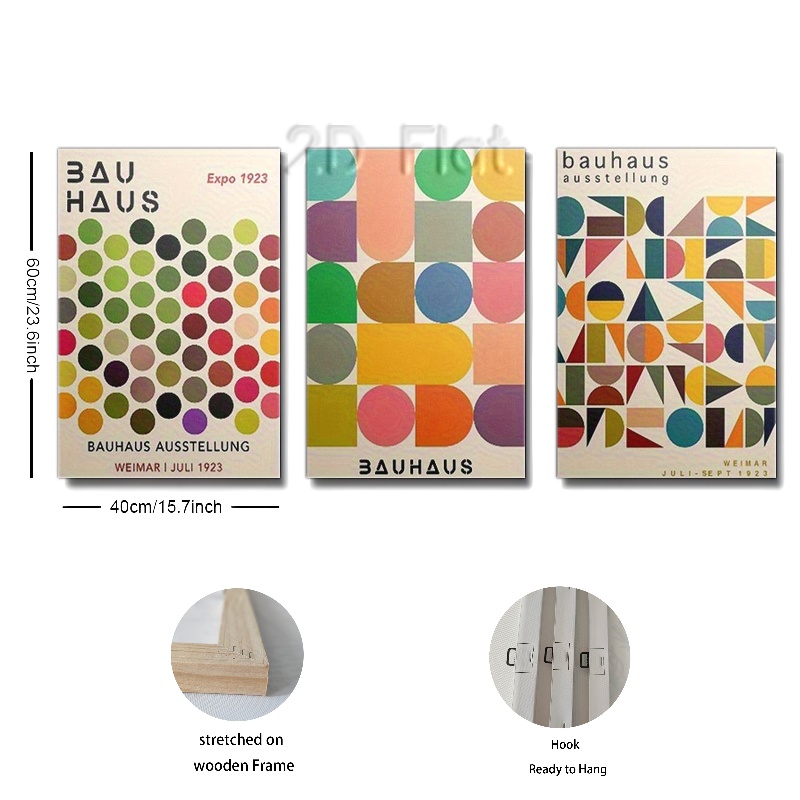 2D Flat
BAU
HAUS
Expo 1923
BAUHAUS AUSSTELLUNG
WEIMAR | JULI 1923
BAUHAUS
bauhaus
ausstellung
WEIMAR
JULI-SEPT 1923
60cm/23.6inch
40cm/15.7inch
stretched on
wooden Frame
Hook
Ready to Hang